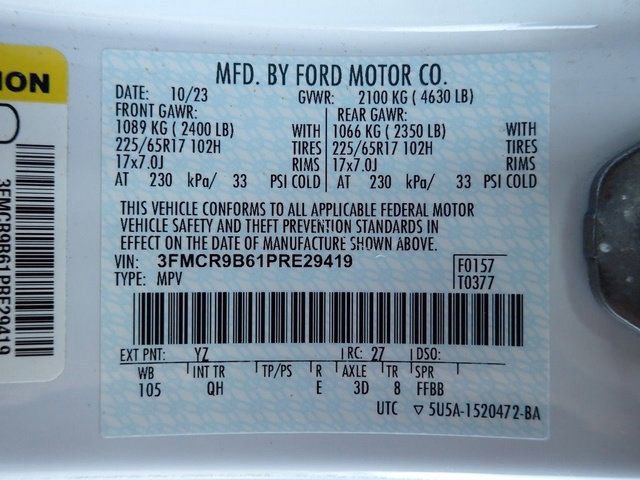 ION
3FMCR9B61PRE29419
MFD. BY FORD MOTOR CO.
DATE: 10/23 GVWR: 2100 KG ( 4630 LB)
FRONT GAWR: REAR GAWR:
1089 KG ( 2400 LB) WITH 1066 KG ( 2350 LB) WITH
225/65R17 102H TIRES 225/65R17 102H TIRES
17x7.0J RIMS 17x7.0J RIMS
AT 230 kPa/ 33 PSI COLD AT 230 kPa/ 33 PSI COLD
THIS VEHICLE CONFORMS TO ALL APPLICABLE FEDERAL MOTOR
VEHICLE SAFETY AND THEFT PREVENTION STANDARDS IN
EFFECT ON THE DATE OF MANUFACTURE SHOWN ABOVE.
VIN: 3FMCR9B61PRE29419 F0157
TYPE: MPV T0377
EXT PNT: YZ RC: 27 DSO:
WB INT TR TP/PS R AXLE TR SPR
105 QH E 3D 8 FFBB
UTC ▽ 5U5A-1520472-BA